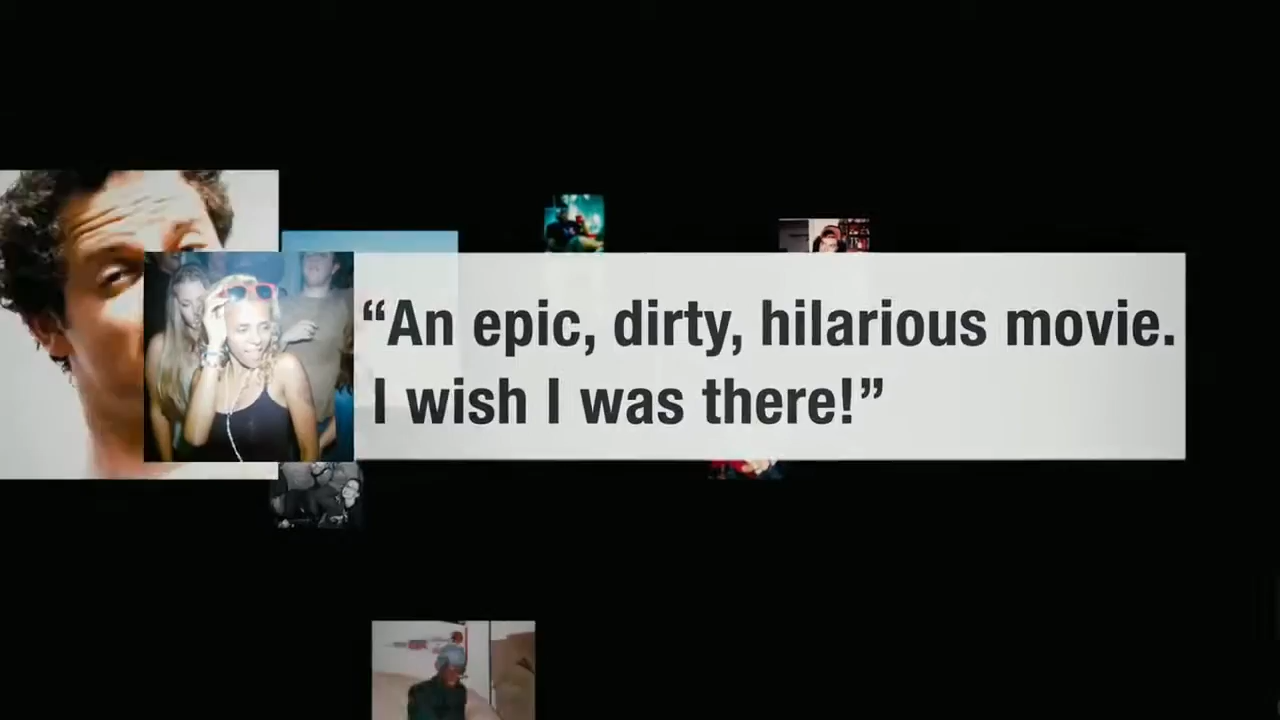 “An epic, dirty, hilarious movie.
I wish I was there!”